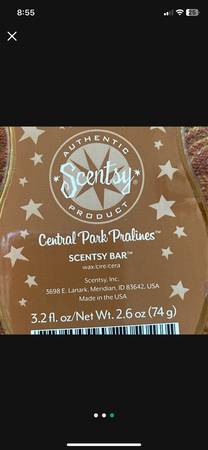 8:55
AUTHENTIC
Scentsy®
PRODUCT
Central Park Pralines™
SCENTSY BAR™
wax/cire/cera
Scentsy, Inc.
3698 E. Lanark, Meridian, ID 83642, USA
Made in the USA
3.2 fl. oz/Net Wt. 2.6 oz (74 g)